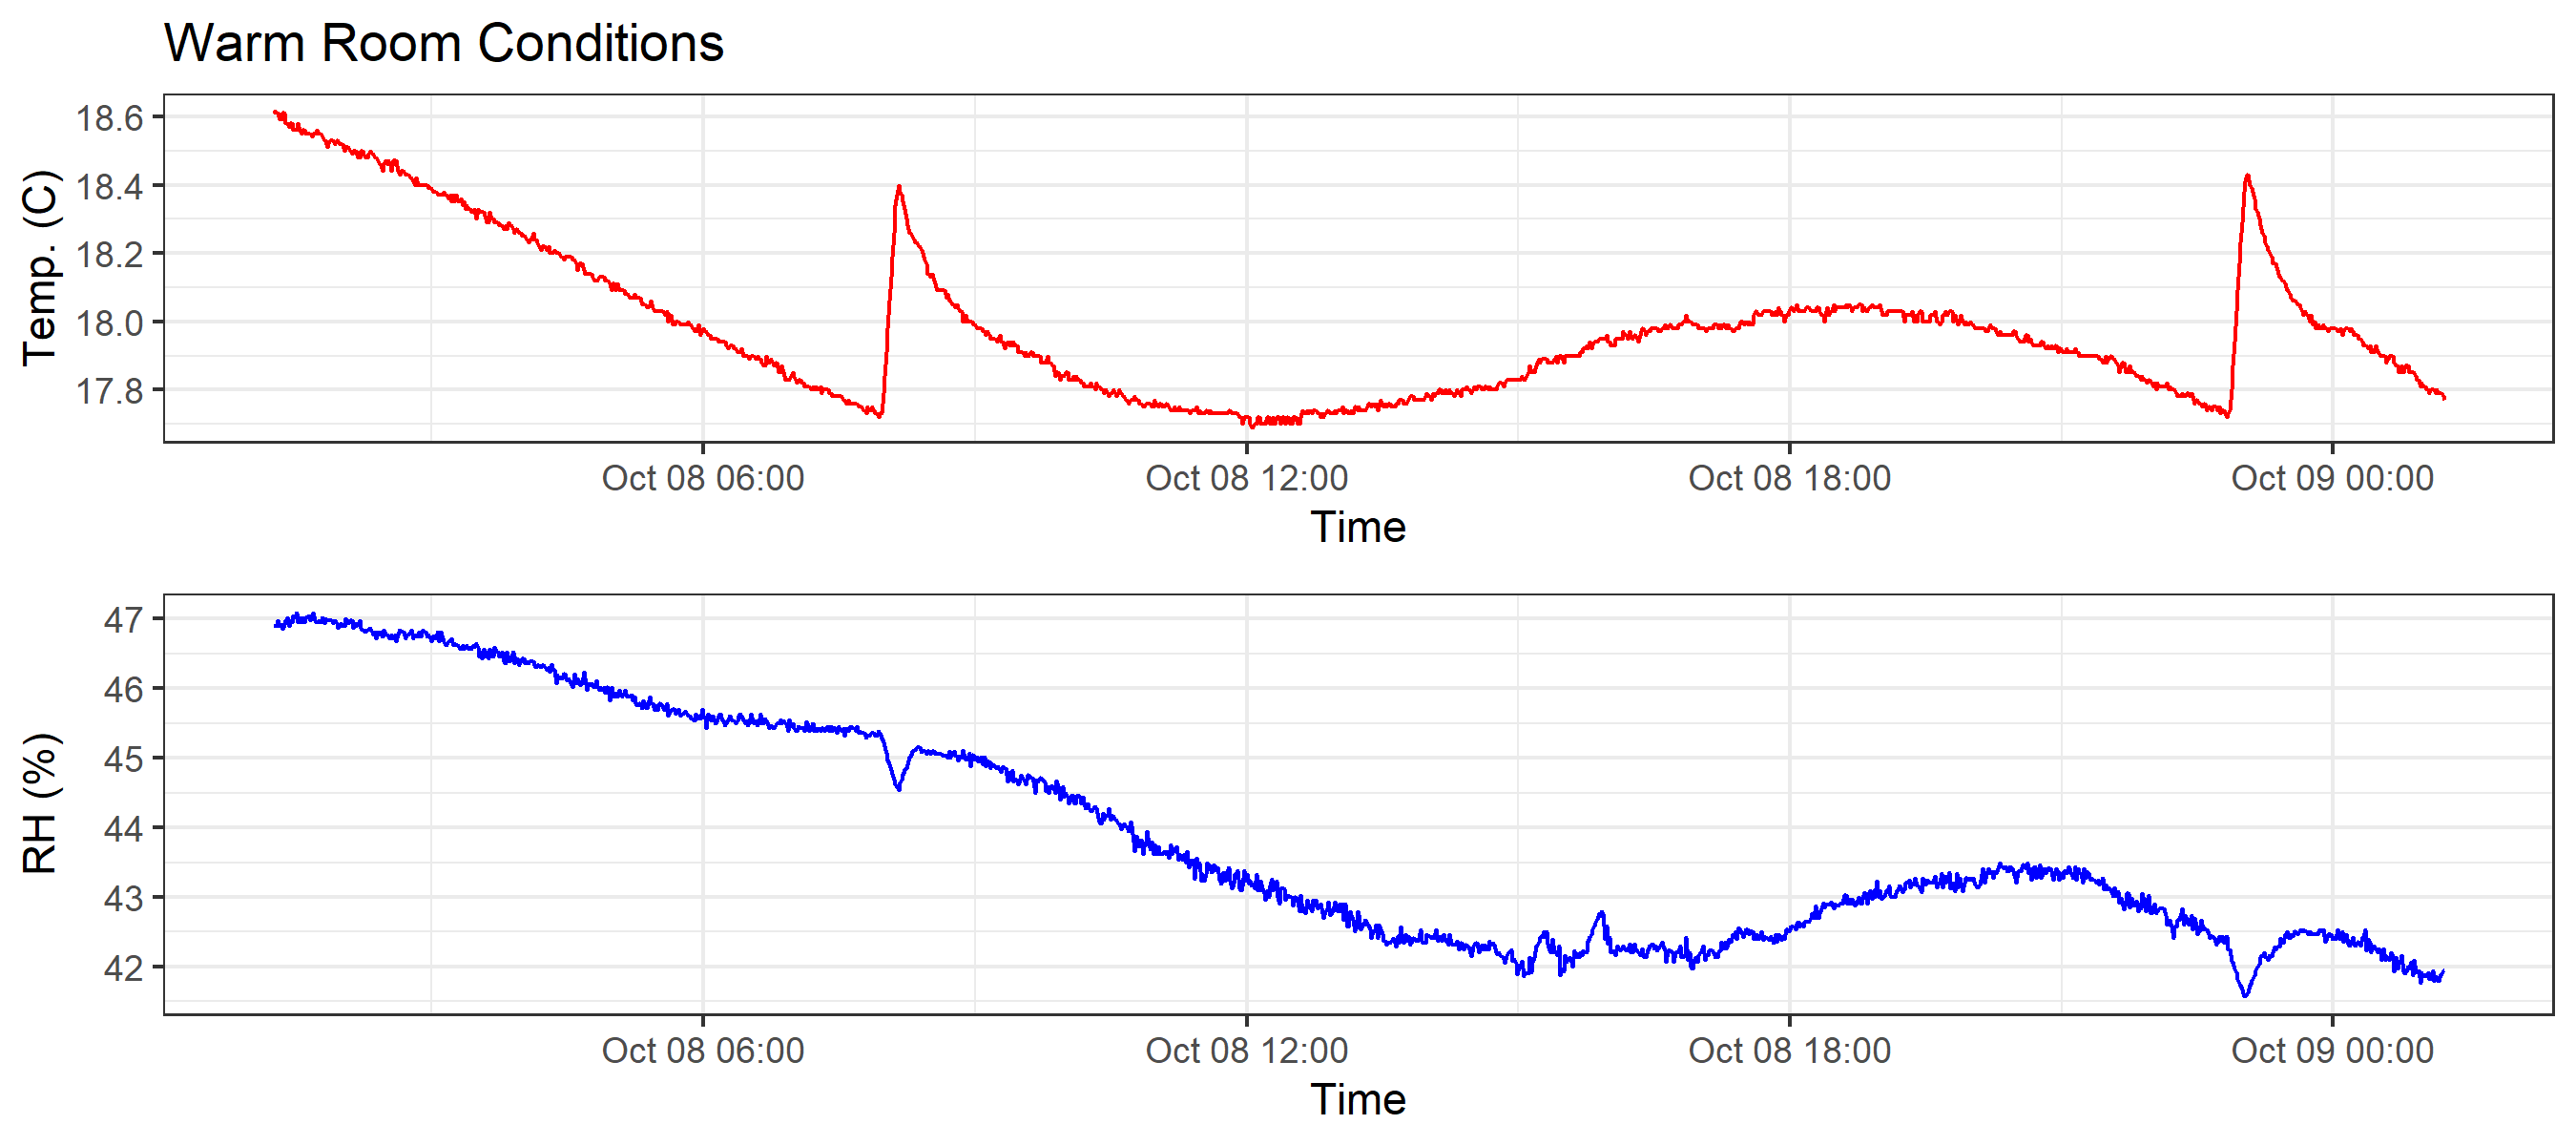 Warm Room Conditions
Temp. (C)
18.6
18.4
18.2
18.0
17.8
Oct 08 06:00 Oct 08 12:00 Oct 08 18:00 Oct 09 00:00
Time
RH (%)
47
46
45
44
43
42
Oct 08 06:00 Oct 08 12:00 Oct 08 18:00 Oct 09 00:00
Time